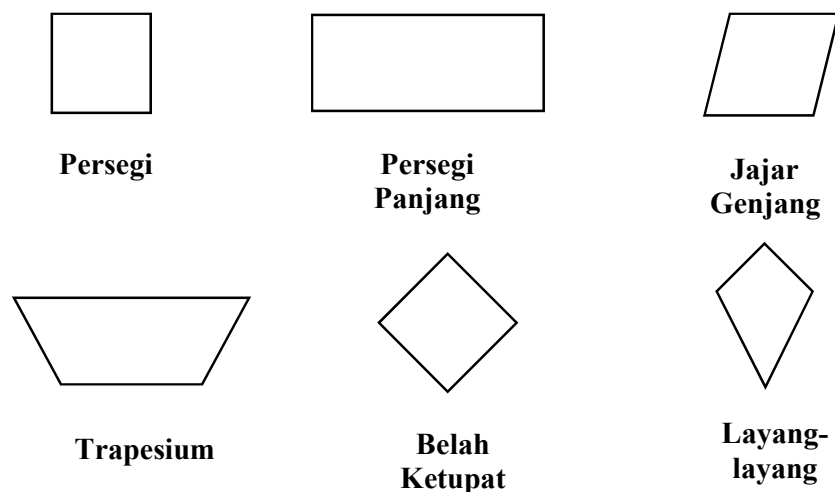 Persegi
Persegi
Panjang
Jajar
Genjang
Trapesium
Belah
Ketupat
Layang-
layang